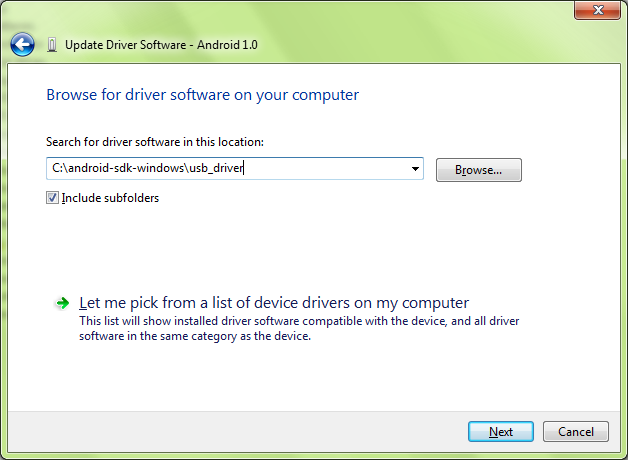 Update Driver Software - Android 1.0
Browse for driver software on your computer
Search for driver software in this location:
C:\android-sdk-windows\usb_driver
Browse...
Include subfolders
Let me pick from a list of device drivers on my computer
This list will show installed driver software compatible with the device, and all driver
software in the same category as the device.
Next
Cancel